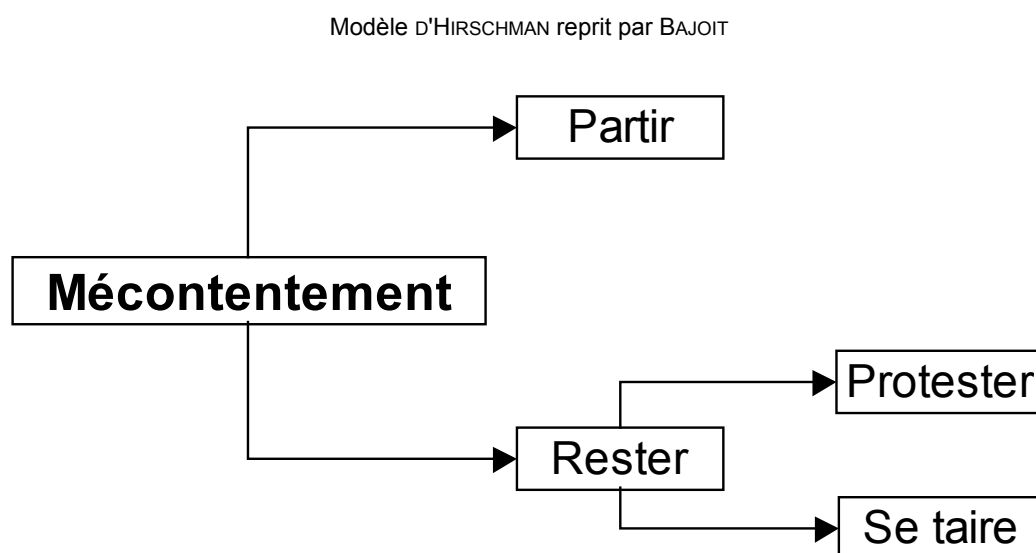 Modèle D'HIRSCHMAN reprit par BAJOIT
Partir
Mécontentement
Protester
Rester
Se taire